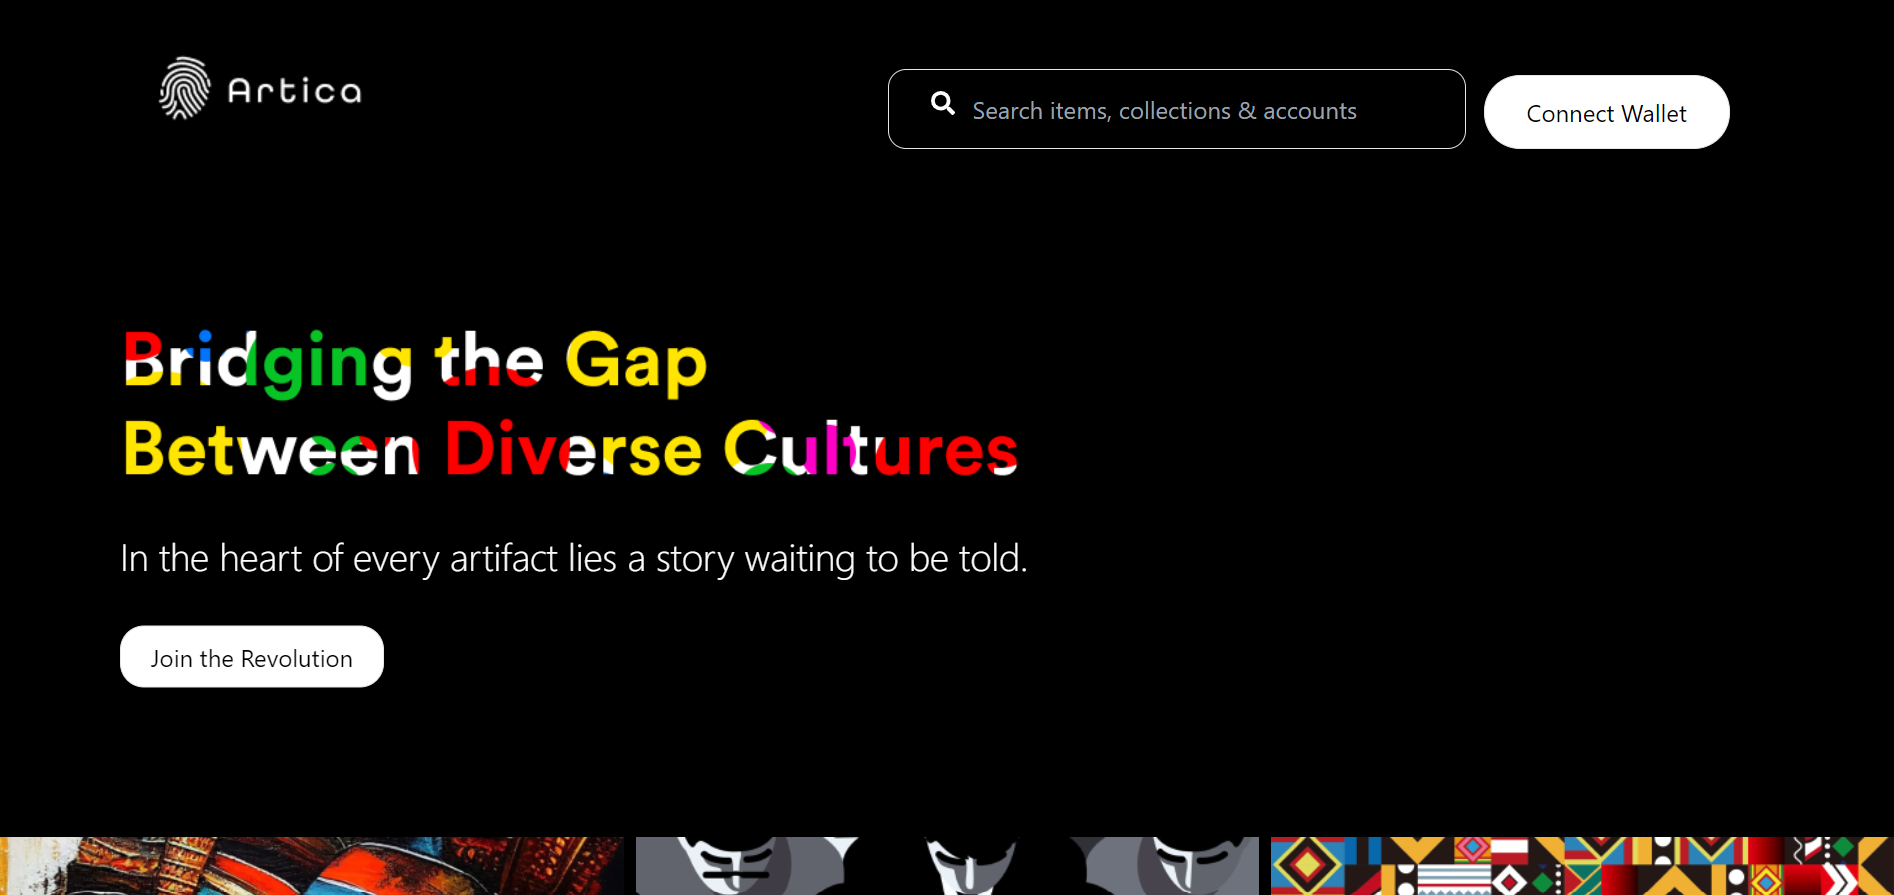 Artica
Search items, collections & accounts
Connect Wallet
Bridging the Gap
Between Diverse Cultures
In the heart of every artifact lies a story waiting to be told.
Join the Revolution